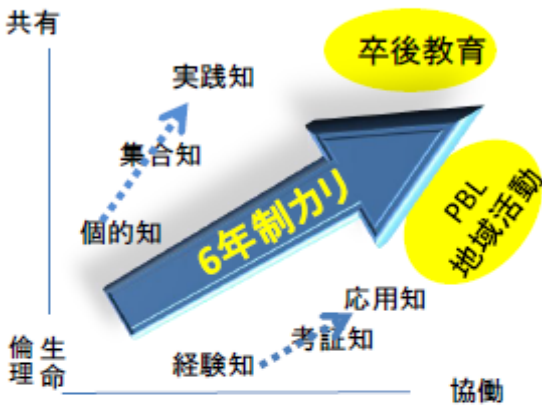 共有
卒後教育
実践知
集合知
個的知
6年制カリ
PBL
地域活動
応用知
考証知
経験知
生命
倫理
協働